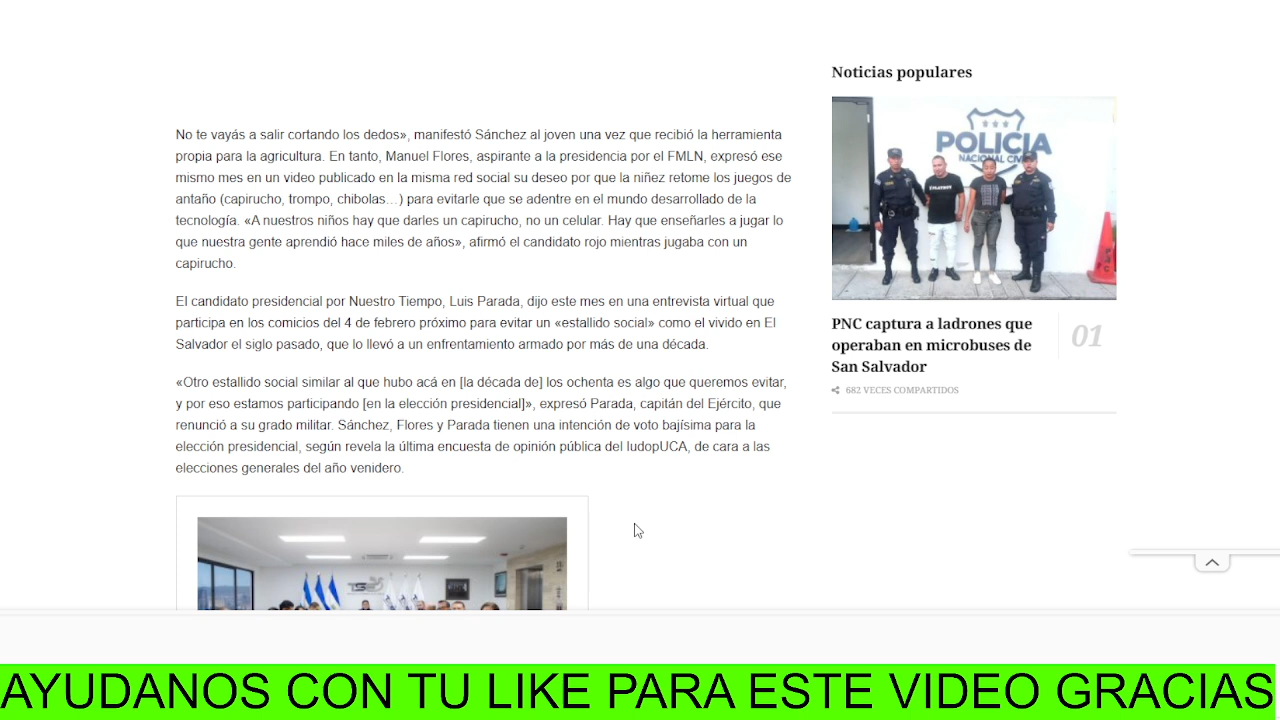 No te vayás a salir cortando los dedos», manifestó Sánchez al joven una vez que recibió la herramienta
propia para la agricultura. En tanto, Manuel Flores, aspirante a la presidencia por el FMLN, expresó ese
mismo mes en un video publicado en la misma red social su deseo por que la niñez retome los juegos de
antaño (capirucho, trompo, chibolas...) para evitarle que se adentre en el mundo desarrollado de la
tecnología. «A nuestros niños hay que darles un capirucho, no un celular. Hay que enseñarles a jugar lo
que nuestra gente aprendió hace miles de años», afirmó el candidato rojo mientras jugaba con un
capirucho.
El candidato presidencial por Nuestro Tiempo, Luis Parada, dijo este mes en una entrevista virtual que
participa en los comicios del 4 de febrero próximo para evitar un «estallido social» como el vivido en El
Salvador el siglo pasado, que lo llevó a un enfrentamiento armado por más de una década.
«Otro estallido social similar al que hubo acá en [la década de] los ochenta es algo que queremos evitar,
y por eso estamos participando [en la elección presidencial]», expresó Parada, capitán del Ejército, que
renunció a su grado militar. Sánchez, Flores y Parada tienen una intención de voto bajísima para la
elección presidencial, según revela la última encuesta de opinión pública del IudopUCA, de cara a las
elecciones generales del año venidero.
Noticias populares
POLICIA
NACIONAL CIVIL
PNC captura a ladrones que
operaban en microbuses de
San Salvador
01
682 VECES COMPARTIDOS
TSE
AYUDANOS CON TU LIKE PARA ESTE VIDEO GRACIAS